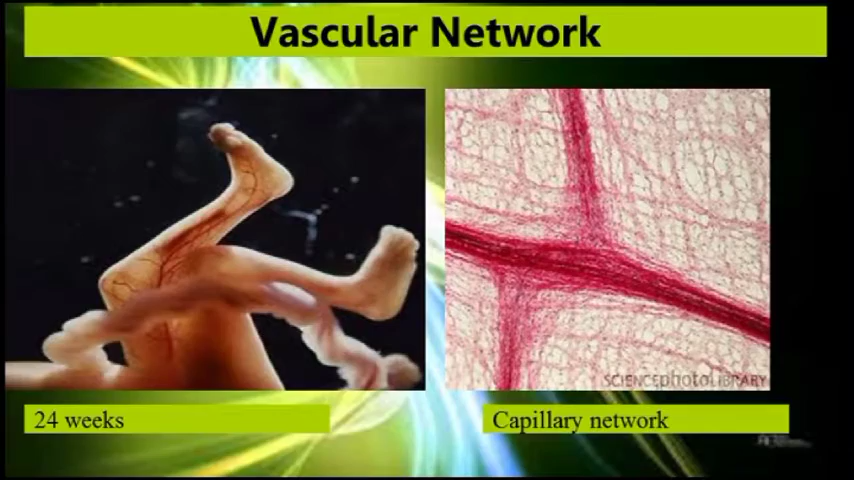 Vascular Network
SCIENCEPHOTOLIBRARY
24 weeks
Capillary network